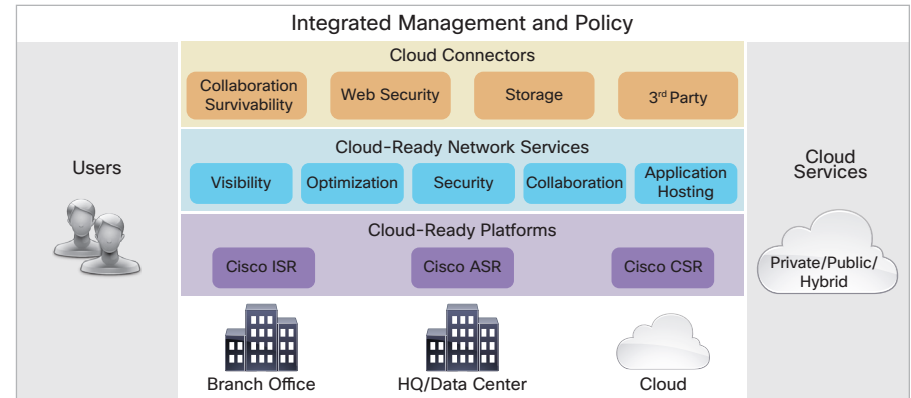 Integrated Management and Policy
Cloud Connectors
Collaboration
Survivability
Web Security
Storage
3rd Party
Cloud-Ready Network Services
Visibility
Optimization
Security
Collaboration
Application
Hosting
Cloud-Ready Platforms
Cisco ISR
Cisco ASR
Cisco CSR
Branch Office
HQ/Data Center
Cloud
Users
Cloud
Services
Private/Public/
Hybrid